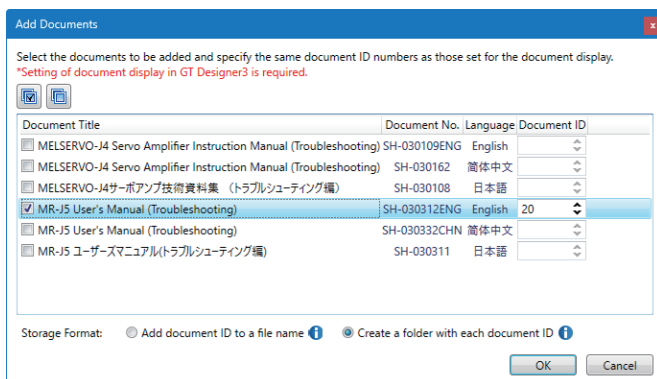 Add Documents
x
Select the documents to be added and specify the same document ID numbers as those set for the document display.
*Setting of document display in GT Designer3 is required.
Document Title Document No. Language Document ID
MELSERVO-J4 Servo Amplifier Instruction Manual (Troubleshooting) SH-030109ENG English
MELSERVO-J4 Servo Amplifier Instruction Manual (Troubleshooting) SH-030162 简体中文
MELSERVO-J4サーボアンプ技術資料集 （トラブルシューティング編） SH-030108 日本語
MR-J5 User's Manual (Troubleshooting) SH-030312ENG English 20
MR-J5 User's Manual (Troubleshooting) SH-030332CHN 简体中文
MR-J5 ユーザーズマニュアル(トラブルシューティング編) SH-030311 日本語
Storage Format: Add document ID to a file name i Create a folder with each document ID i
OK Cancel